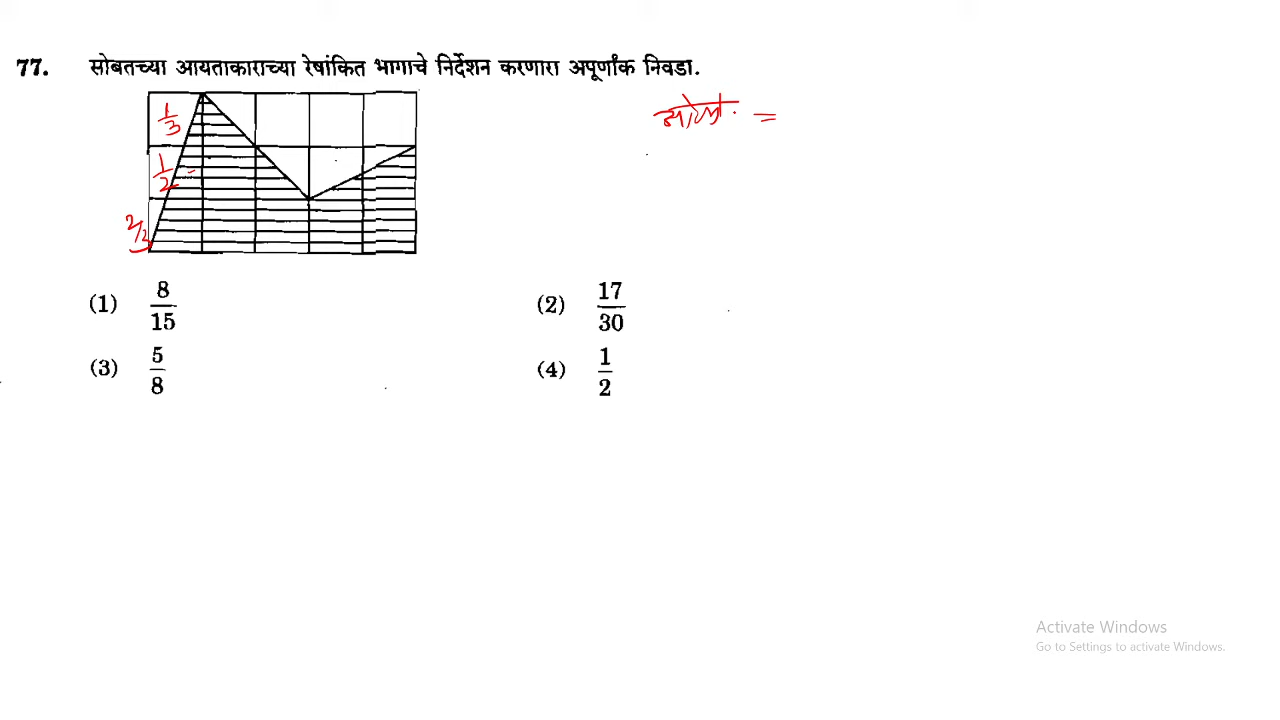 77. सोबतच्या आयताकाराच्या रेषांकित भागाचे निर्देशन करणारा अपूर्णांक निवडा.
=
1/3
1/2 -
2/3
(1) 8/15
(2) 17/30
(3) 5/8
(4) 1/2
Activate Windows
Go to Settings to activate Windows.